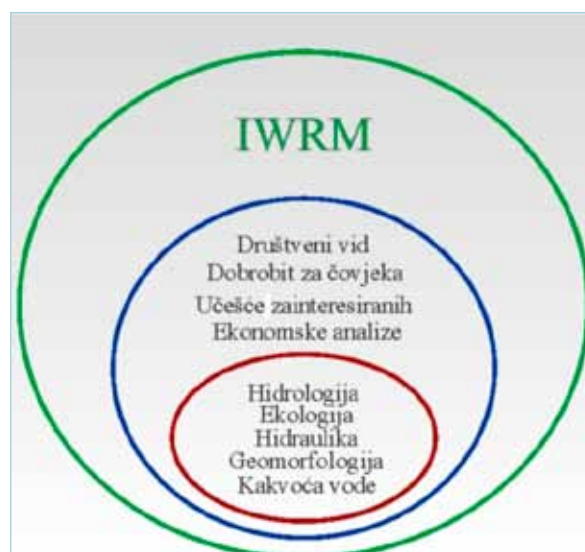 IWRM
Društveni vid
Dobrobit za čovjeka
Učešće zainteresiranih
Ekonomske analize
Hidrologija
Ekologija
Hidraulika
Geomorfologija
Kakvoća vode